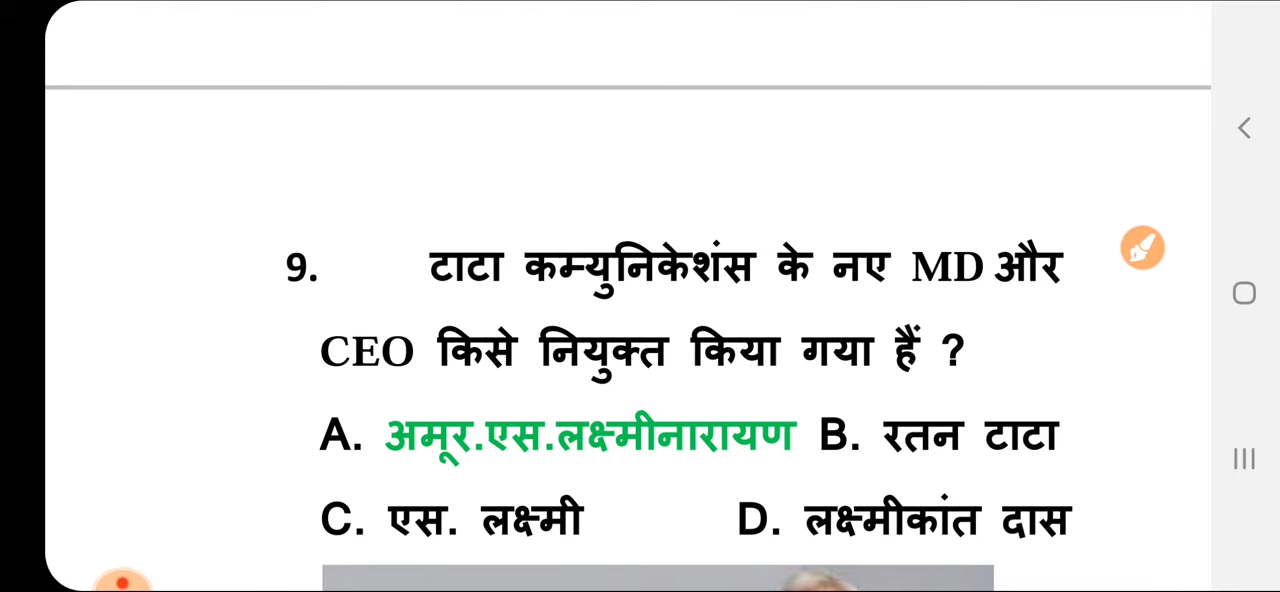 9. टाटा कम्युनिकेशंस के नए MD और
CEO किसे नियुक्त किया गया हैं ?
A. अमूर.एस.लक्ष्मीनारायण B. रतन टाटा
C. एस. लक्ष्मी D. लक्ष्मीकांत दास